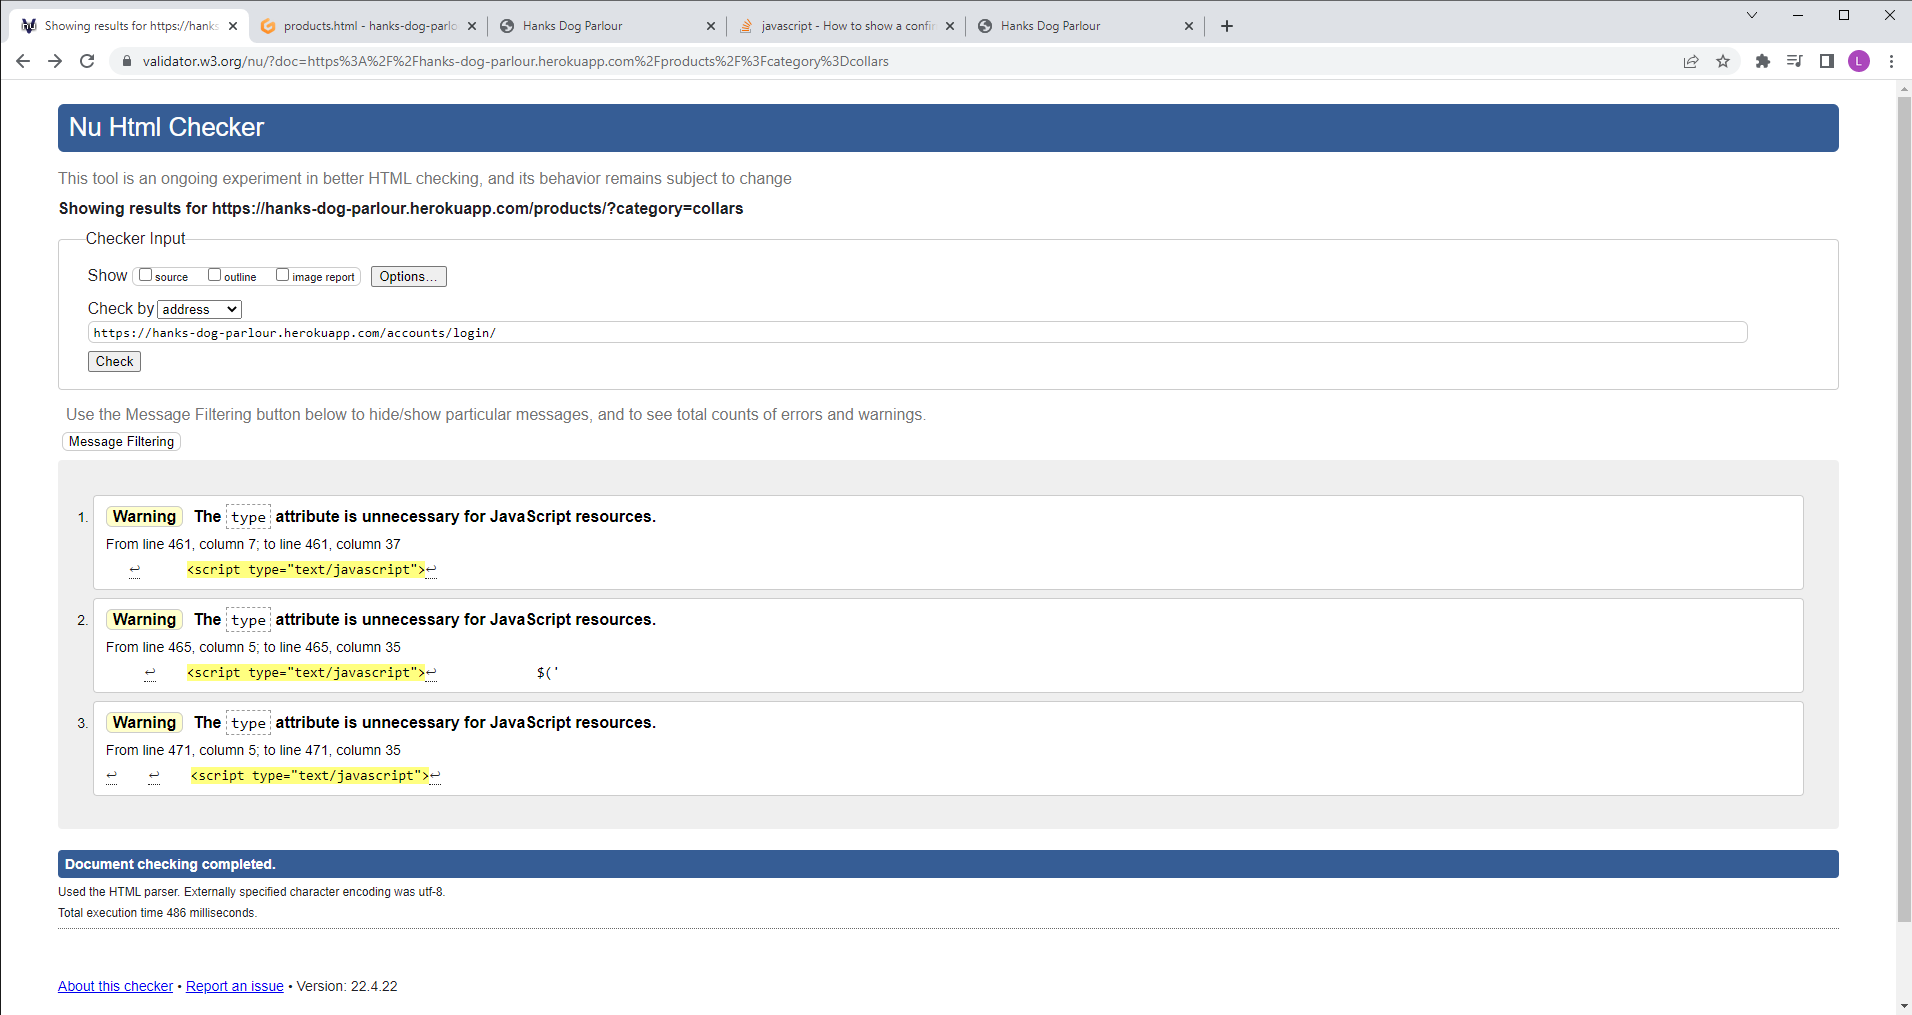 Showing results for https://hanks
products.html - hanks-dog-parlo
Hanks Dog Parlour
javascript - How to show a confi
Hanks Dog Parlour
validator.w3.org/nu/?doc=https%3A%2F%2Fhanks-dog-parlour.herokuapp.com%2Fproducts%2F%3Fcategory%3Dcollars
L
Nu Html Checker
This tool is an ongoing experiment in better HTML checking, and its behavior remains subject to change
Showing results for https://hanks-dog-parlour.herokuapp.com/products/?category=collars
Checker Input
Show source outline image report Options...
Check by address
https://hanks-dog-parlour.herokuapp.com/accounts/login/
Check
Use the Message Filtering button below to hide/show particular messages, and to see total counts of errors and warnings.
Message Filtering
1. Warning The type attribute is unnecessary for JavaScript resources.
From line 461, column 7; to line 461, column 37
↩ <script type="text/javascript">↩
2. Warning The type attribute is unnecessary for JavaScript resources.
From line 465, column 5; to line 465, column 35
↩ <script type="text/javascript">↩ $('
3. Warning The type attribute is unnecessary for JavaScript resources.
From line 471, column 5; to line 471, column 35
↩ ↩ <script type="text/javascript">↩
Document checking completed.
Used the HTML parser. Externally specified character encoding was utf-8.
Total execution time 486 milliseconds.
About this checker • Report an issue • Version: 22.4.22